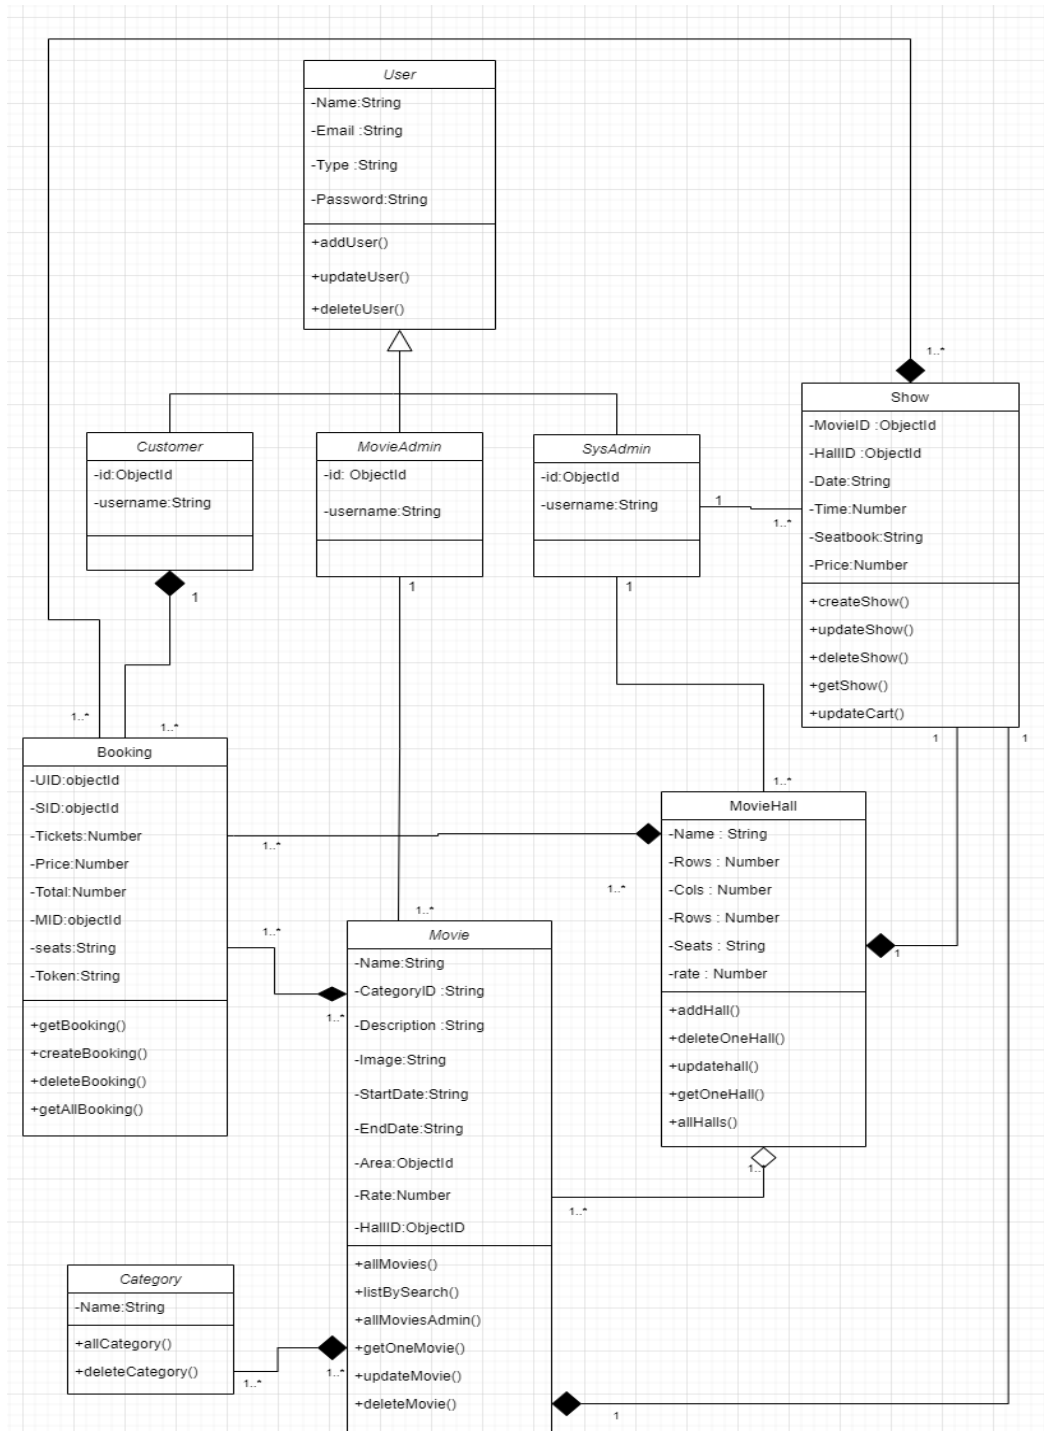 User
-Name:String
-Email :String
-Type :String
-Password:String
+addUser()
+updateUser()
+deleteUser()
1..*
Show
-MovieID :ObjectId
-HallID :ObjectId
-Date:String
-Time:Number
-Seatbook:String
-Price:Number
+createShow()
+updateShow()
+deleteShow()
+getShow()
+updateCart()
Customer
-id:ObjectId
-username:String
MovieAdmin
-id: ObjectId
-username:String
SysAdmin
-id:ObjectId
-username:String
1
1..*
1
1
1
1..*
1..*
1
1
Booking
-UID:objectId
-SID:objectId
-Tickets:Number
-Price:Number
-Total:Number
-MID:objectId
-seats:String
-Token:String
+getBooking()
+createBooking()
+deleteBooking()
+getAllBooking()
1..*
MovieHall
-Name : String
-Rows : Number
-Cols : Number
-Rows : Number
-Seats : String
-rate : Number
+addHall()
+deleteOneHall()
+updatehall()
+getOneHall()
+allHalls()
1..*
1..*
1..*
1..*
1
1..*
Movie
-Name:String
-CategoryID :String
-Description :String
-Image:String
-StartDate:String
-EndDate:String
-Area:ObjectId
-Rate:Number
-HallID:ObjectID
+allMovies()
+listBySearch()
+allMoviesAdmin()
+getOneMovie()
+updateMovie()
+deleteMovie()
1..*
1..*
Category
-Name:String
+allCategory()
+deleteCategory()
1..*
1..*
1